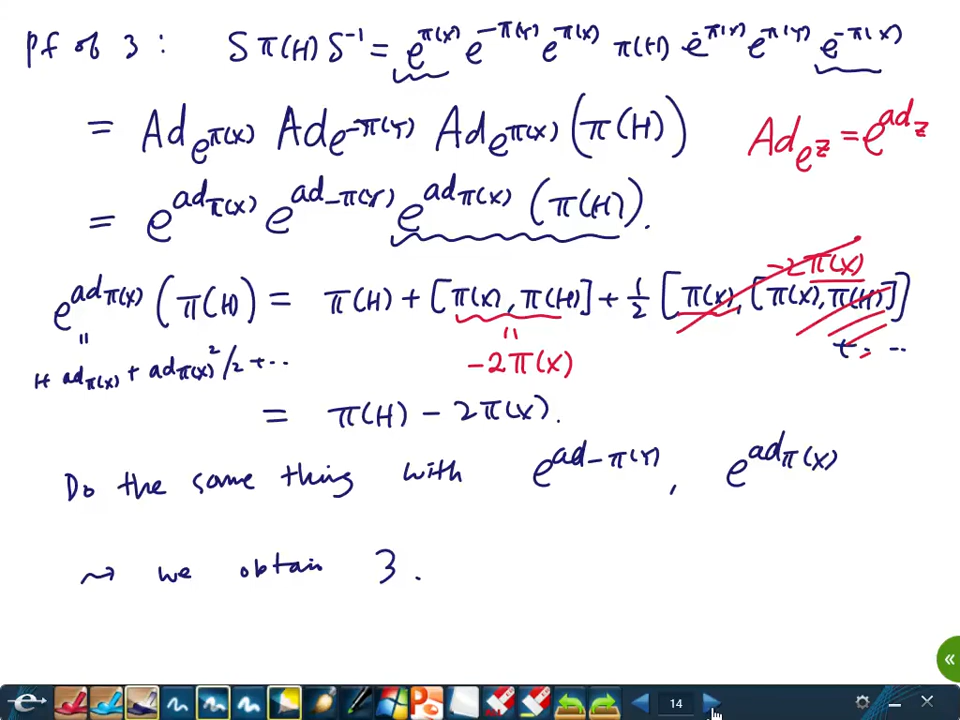 pf of 3 : S π(H) S⁻¹ = e^{π(X)} e^{-π(Y)} e^{π(X)} π(H) e^{-π(X)} e^{π(Y)} e^{-π(X)}
= Ad_{e^{π(X)}} Ad_{e^{-π(Y)}} Ad_{e^{π(X)}} (π(H)) Ad_{e^z} = e^{ad_z}
= e^{ad_{π(X)}} e^{ad_{-π(Y)}} e^{ad_{π(X)}} (π(H)).
-2π(X)
e^{ad_{π(X)}} (π(H)) = π(H) + [π(X), π(H)] + 1/2 [π(X), [π(X), π(H)]]
= + ...
1+ ad_{π(X)} + ad_{π(X)}²/2 + ... -2π(X)
= π(H) - 2π(X).
Do the same thing with e^{ad_{-π(Y)}}, e^{ad_{π(X)}}
⇝ we obtain 3.
14